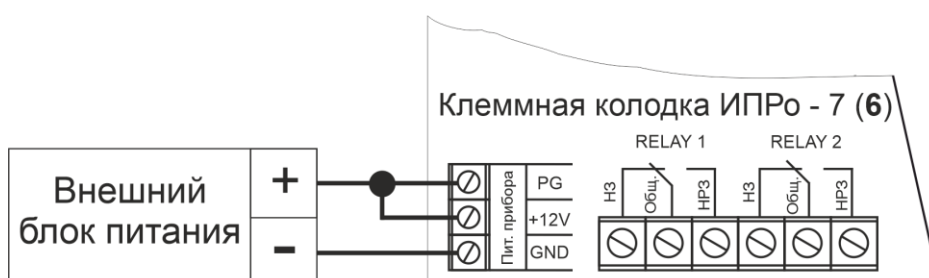 Клеммная колодка ИПРо - 7 (6)
RELAY 1
RELAY 2
Внешний
блок питания
+
-
Пит. прибора
PG
+12V
GND
НЗ
Общ.
НРЗ
НЗ
Общ.
НРЗ